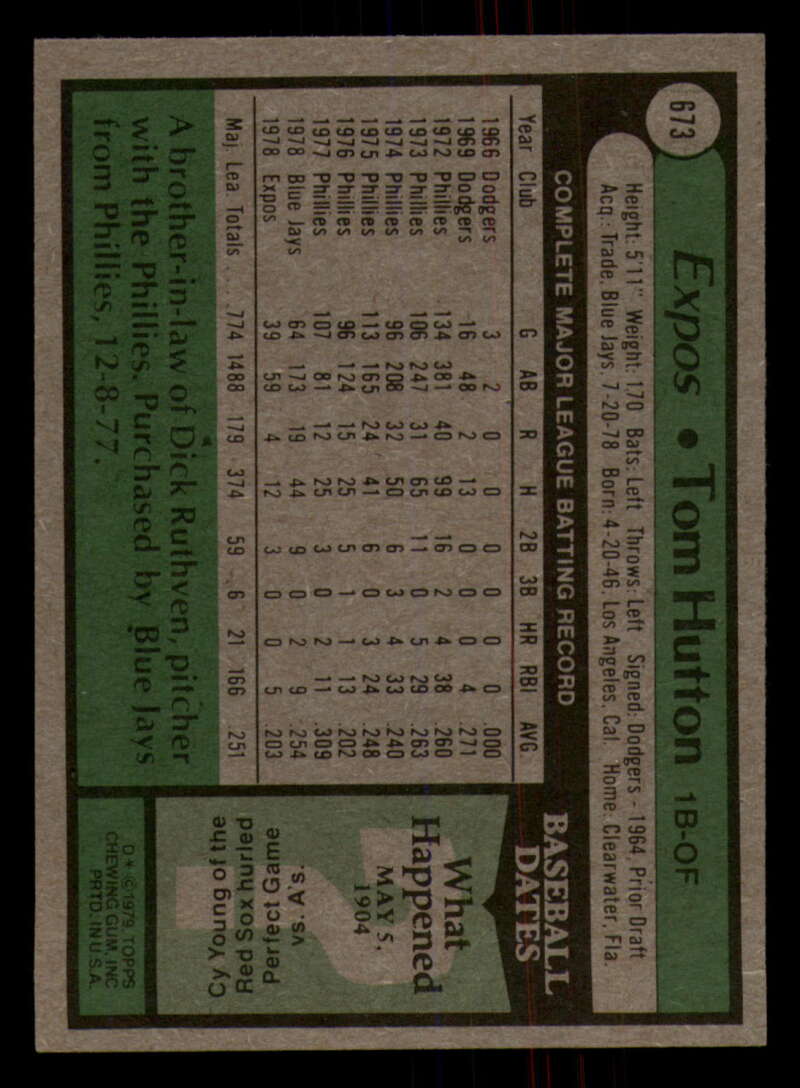 673
Expos • Tom Hutton 1B-OF
Height: 5'11" Weight: 170 Bats: Left Throws: Left Signed: Dodgers - 1964, Prior Draft
Acq.: Trade, Blue Jays, 7-20-78 Born: 4-20-46, Los Angeles, Cal. Home: Clearwater, Fla.
COMPLETE MAJOR LEAGUE BATTING RECORD
Year Club G AB R H 2B 3B HR RBI AVG.
1966 Dodgers 3 2 0 0 0 0 0 0 .000
1969 Dodgers 16 48 2 13 0 0 0 4 .271
1972 Phillies 134 381 40 99 16 2 4 38 .260
1973 Phillies 106 247 31 65 11 0 5 29 .263
1974 Phillies 96 208 32 50 6 3 4 33 .240
1975 Phillies 113 165 24 41 6 0 3 24 .248
1976 Phillies 96 124 15 25 5 1 1 13 .202
1977 Phillies 107 81 12 25 3 0 2 11 .309
1978 Blue Jays 64 173 19 44 9 0 2 9 .254
1978 Expos 39 59 4 12 3 0 0 5 .203
Maj. Lea. Totals . . . 774 1488 179 374 59 6 21 166 .251
A brother-in-law of Dick Ruthven, pitcher
with the Phillies. Purchased by Blue Jays
from Phillies, 12-8-77.
BASEBALL
DATES
What
Happened
MAY 5,
1904
Cy Young of the
Red Sox hurled
Perfect Game
vs. A's.
D* © 1979, TOPPS
CHEWING GUM, INC
PRTD. IN U.S.A.